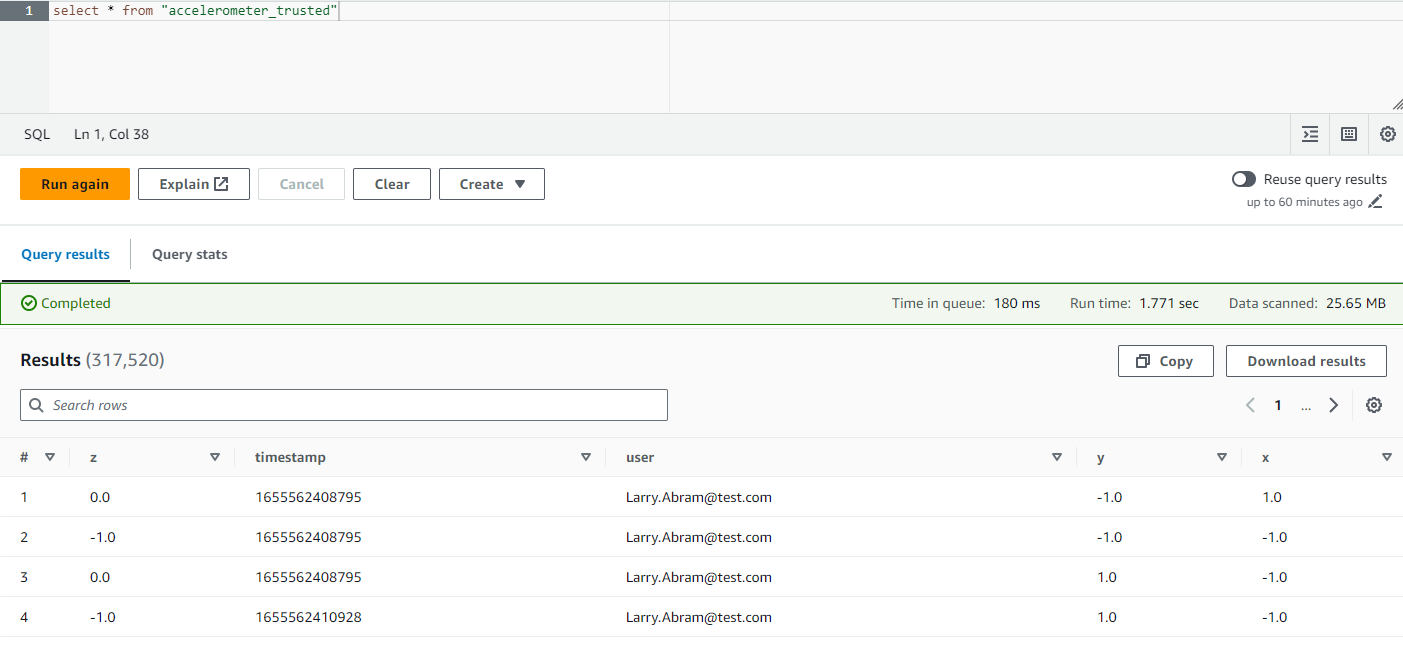 1 select * from "accelerometer_trusted"
SQL Ln 1, Col 38
Run again Explain Cancel Clear Create Reuse query results
up to 60 minutes ago
Query results Query stats
Completed Time in queue: 180 ms Run time: 1.771 sec Data scanned: 25.65 MB
Results (317,520) Copy Download results
Search rows 1 ...
# z timestamp user y x
1 0.0 1655562408795 Larry.Abram@test.com -1.0 1.0
2 -1.0 1655562408795 Larry.Abram@test.com -1.0 -1.0
3 0.0 1655562408795 Larry.Abram@test.com 1.0 -1.0
4 -1.0 1655562410928 Larry.Abram@test.com 1.0 -1.0